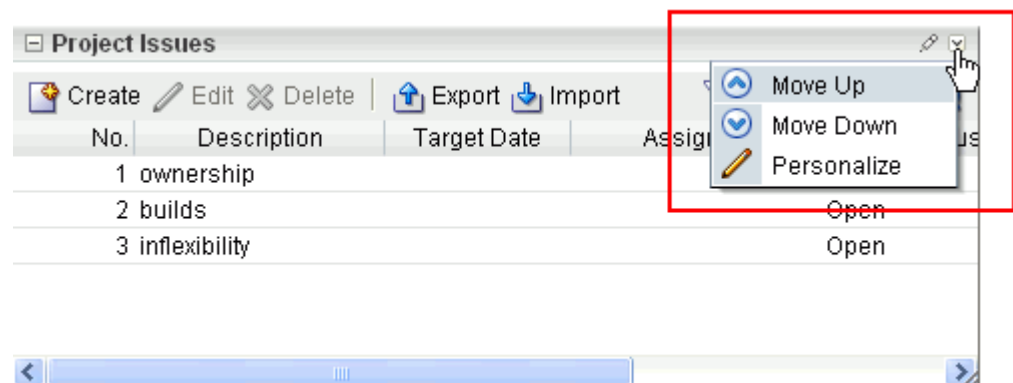 Project Issues
Create Edit Delete Export Import
Move Up
Move Down
Personalize
No. Description Target Date
1 ownership
2 builds Open
3 inflexibility Open